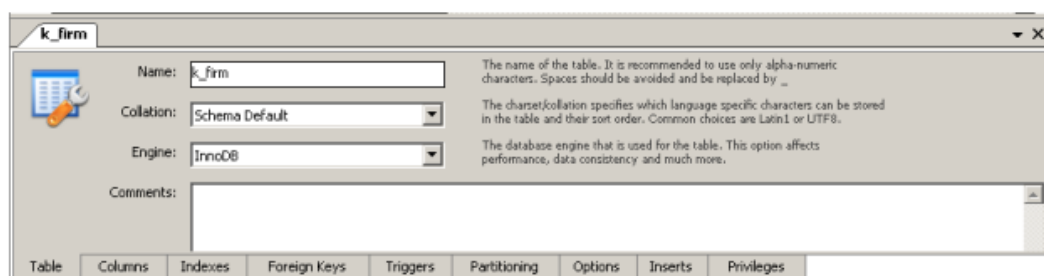 k_firm
Name: k_firm
The name of the table. It is recommended to use only alpha-numeric
characters. Spaces should be avoided and be replaced by _
Collation: Schema Default
The charset/collation specifies which language specific characters can be stored
in the table and their sort order. Common choices are Latin1 or UTF8.
Engine: InnoDB
The database engine that is used for the table. This option affects
performance, data consistency and much more.
Comments:
Table Columns Indexes Foreign Keys Triggers Partitioning Options Inserts Privileges